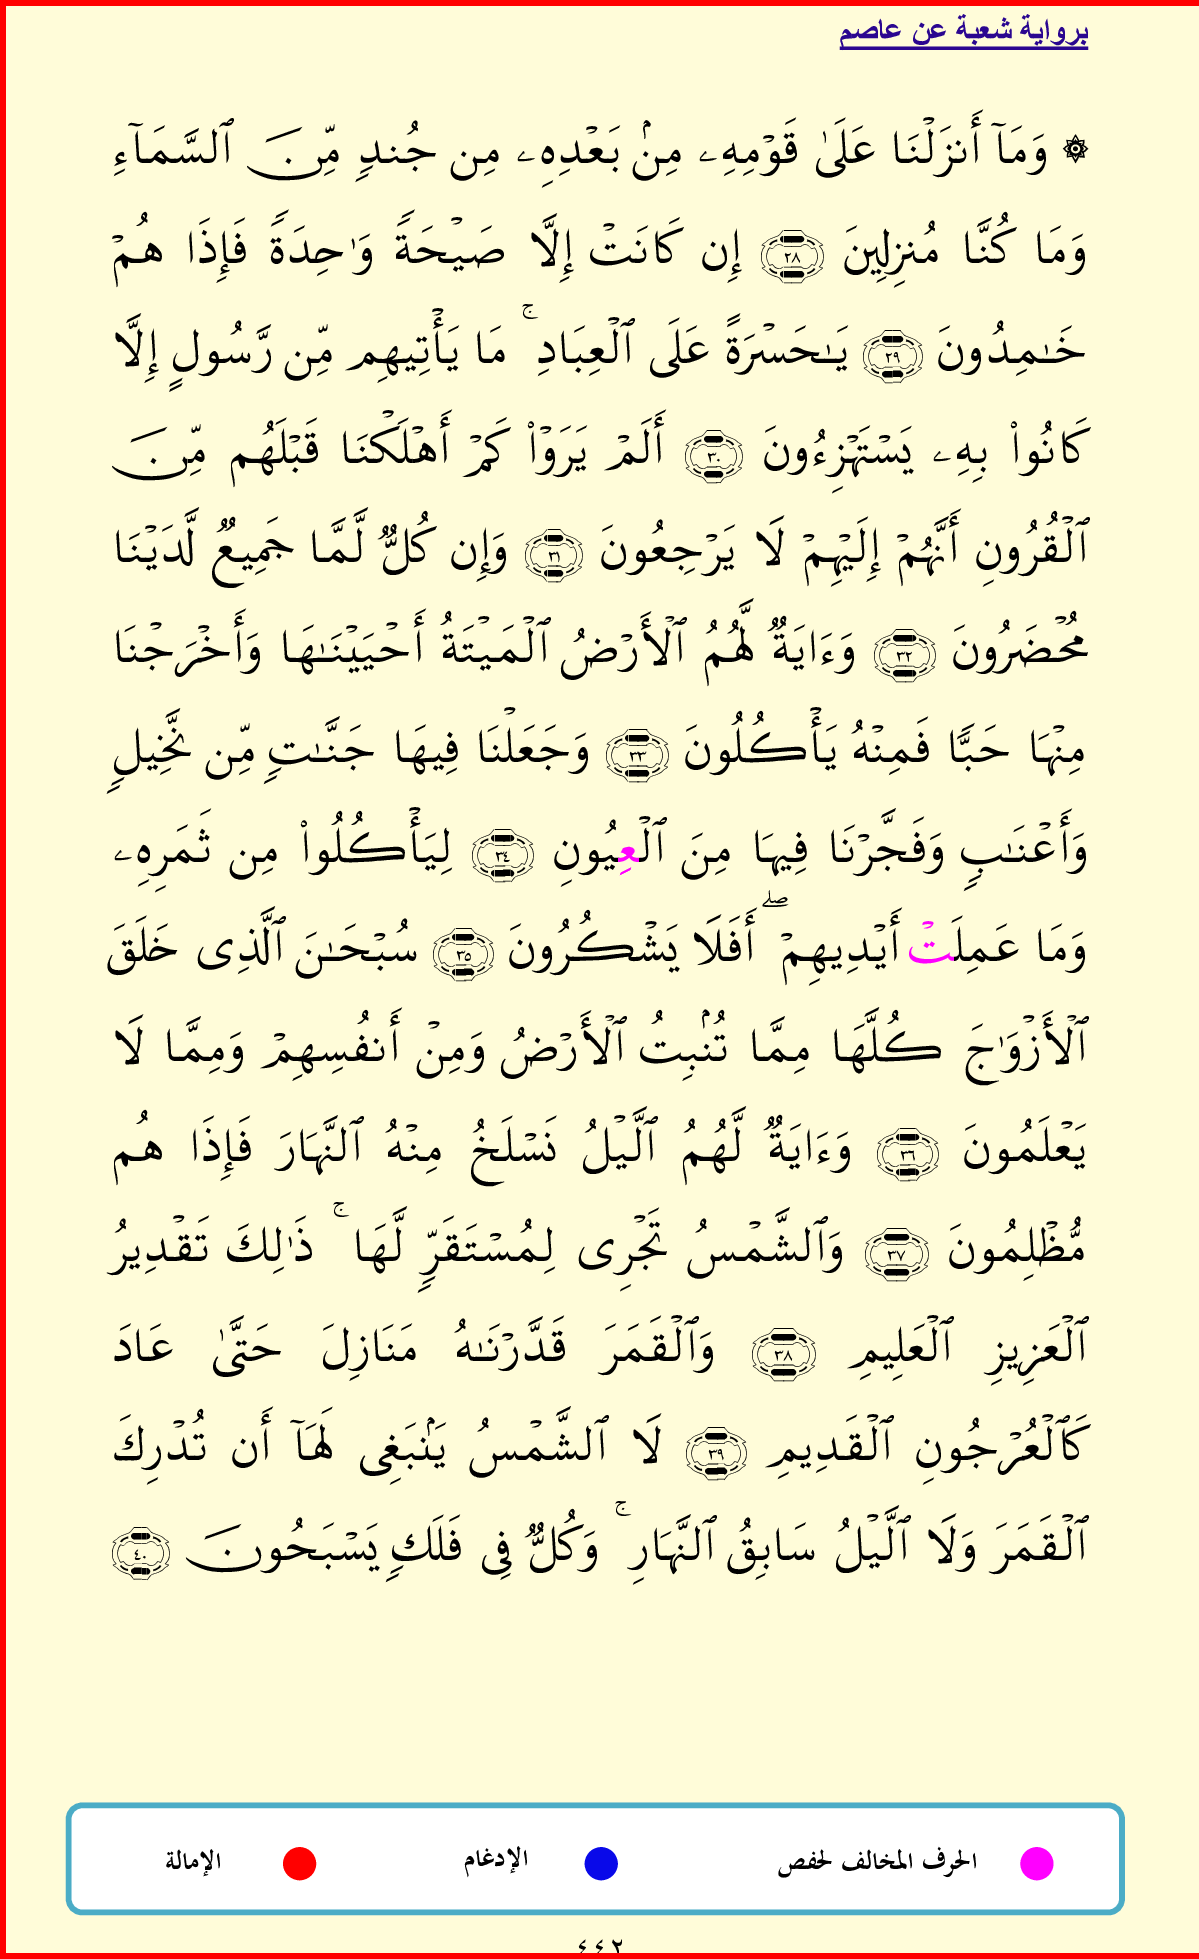 برواية شعبة عن عاصم
۞ وَمَآ أَنزَلۡنَا عَلَىٰ قَوۡمِهِۦ مِنۢ بَعۡدِهِۦ مِن جُندٖ مِّنَ ٱلسَّمَآءِ
وَمَا كُنَّا مُنزِلِينَ ٢٨ إِن كَانَتۡ إِلَّا صَيۡحَةٗ وَٰحِدَةٗ فَإِذَا هُمۡ
خَٰمِدُونَ ٢٩ يَٰحَسۡرَةً عَلَى ٱلۡعِبَادِۚ مَا يَأۡتِيهِم مِّن رَّسُولٍ إِلَّا
كَانُواْ بِهِۦ يَسۡتَهۡزِءُونَ ٣٠ أَلَمۡ يَرَوۡاْ كَمۡ أَهۡلَكۡنَا قَبۡلَهُم مِّنَ
ٱلۡقُرُونِ أَنَّهُمۡ إِلَيۡهِمۡ لَا يَرۡجِعُونَ ٣١ وَإِن كُلّٞ لَّمَا جَمِيعٞ لَّدَيۡنَا
مُحۡضَرُونَ ٣٢ وَءَايَةٞ لَّهُمُ ٱلۡأَرۡضُ ٱلۡمَيۡتَةُ أَحۡيَيۡنَٰهَا وَأَخۡرَجۡنَا
مِنۡهَا حَبّٗا فَمِنۡهُ يَأۡكُلُونَ ٣٣ وَجَعَلۡنَا فِيهَا جَنَّٰتٖ مِّن نَّخِيلٖ
وَأَعۡنَٰبٖ وَفَجَّرۡنَا فِيهَا مِنَ ٱلۡعِيُونِ ٣٤ لِيَأۡكُلُواْ مِن ثَمَرِهِۦ
وَمَا عَمِلَتۡ أَيۡدِيهِمۡۖ أَفَلَا يَشۡكُرُونَ ٣٥ سُبۡحَٰنَ ٱلَّذِى خَلَقَ
ٱلۡأَزۡوَٰجَ كُلَّهَا مِمَّا تُنۢبِتُ ٱلۡأَرۡضُ وَمِنۡ أَنفُسِهِمۡ وَمِمَّا لَا
يَعۡلَمُونَ ٣٦ وَءَايَةٞ لَّهُمُ ٱلَّيۡلُ نَسۡلَخُ مِنۡهُ ٱلنَّهَارَ فَإِذَا هُم
مُّظۡلِمُونَ ٣٧ وَٱلشَّمۡسُ تَجۡرِى لِمُسۡتَقَرّٖ لَّهَاۚ ذَٰلِكَ تَقۡدِيرُ
ٱلۡعَزِيزِ ٱلۡعَلِيمِ ٣٨ وَٱلۡقَمَرَ قَدَّرۡنَٰهُ مَنَازِلَ حَتَّىٰ عَادَ
كَٱلۡعُرۡجُونِ ٱلۡقَدِيمِ ٣٩ لَا ٱلشَّمۡسُ يَنۢبَغِى لَهَآ أَن تُدۡرِكَ
ٱلۡقَمَرَ وَلَا ٱلَّيۡلُ سَابِقُ ٱلنَّهَارِۚ وَكُلّٞ فِى فَلَكٖ يَسۡبَحُونَ ٤٠
الحرف المخالف لحفص الإدغام الإمالة
٤٤٢